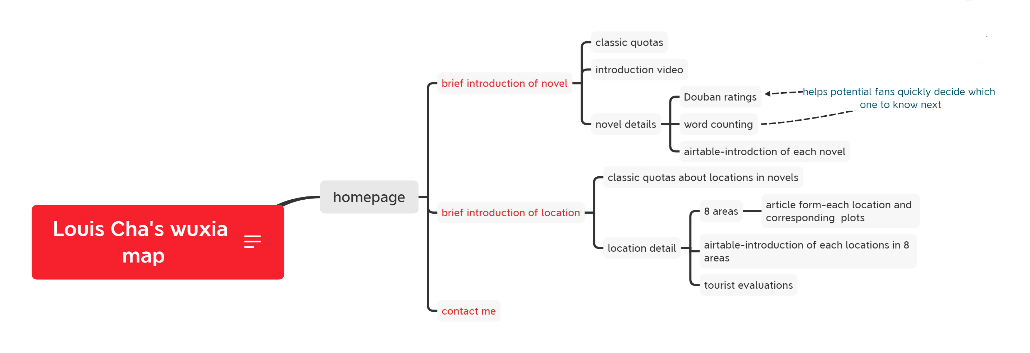 Louis Cha's wuxia
map
homepage
brief introduction of novel
classic quotas
introduction video
novel details
Douban ratings
word counting
airtable-introdction of each novel
helps potential fans quickly decide which
one to know next
brief introduction of location
classic quotas about locations in novels
location detail
8 areas
article form-each location and
corresponding plots
airtable-introduction of each locations in 8
areas
tourist evaluations
contact me